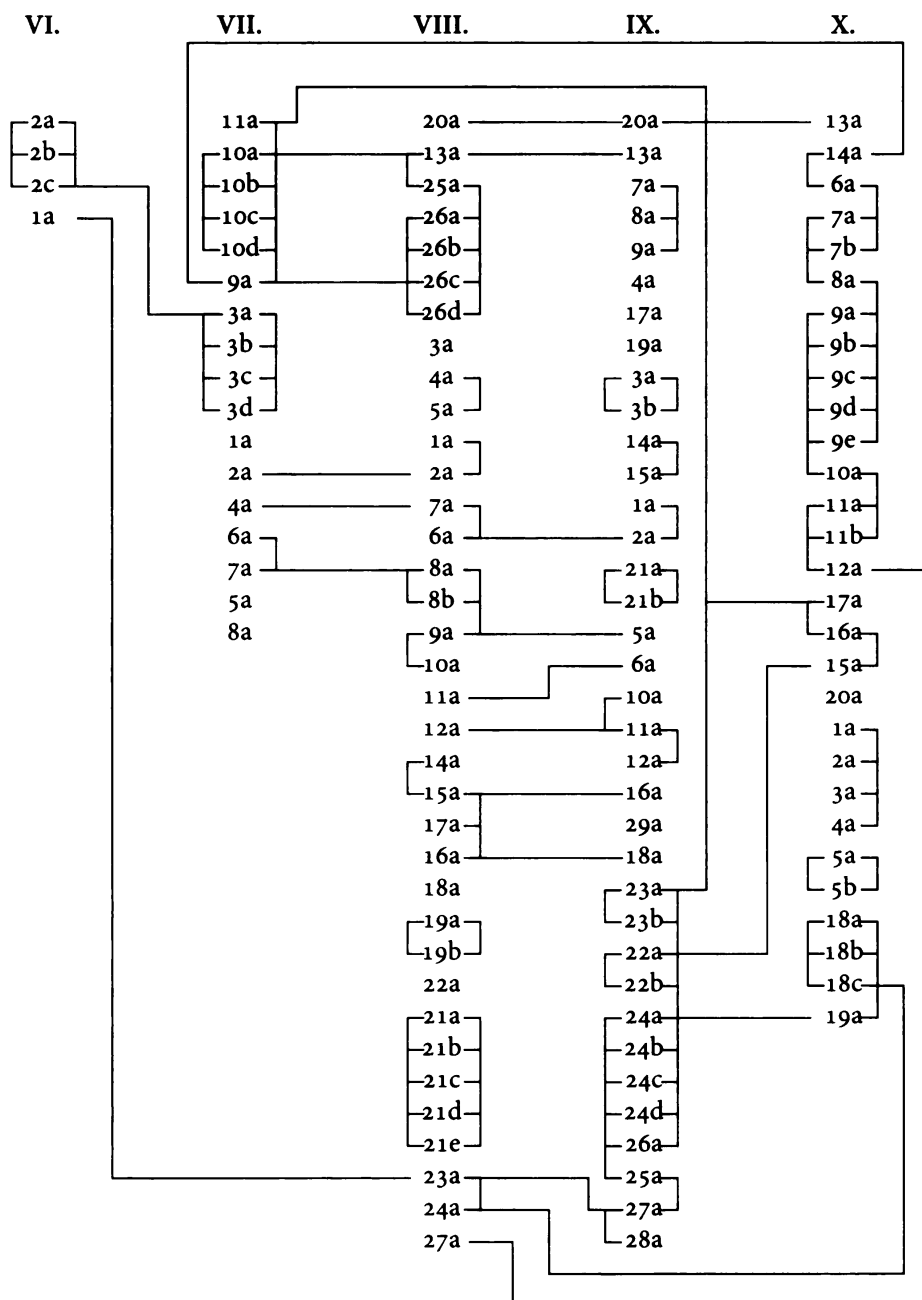 VI. VII. VIII. IX. X.
2a 11a 20a 20a 13a
2b 10a 13a 13a 14a
2c 10b 25a 7a 6a
1a 10c 26a 8a 7a
10d 26b 9a 7b
9a 26c 4a 8a
3a 26d 17a 9a
3b 3a 19a 9b
3c 4a 3a 9c
3d 5a 3b 9d
1a 1a 14a 9e
2a 2a 15a 10a
4a 7a 1a 11a
6a 6a 2a 11b
7a 8a 21a 12a
5a 8b 21b 17a
8a 9a 5a 16a
10a 6a 15a
11a 10a 20a
12a 11a 1a
14a 12a 2a
15a 16a 3a
17a 29a 4a
16a 18a 5a
18a 23a 5b
19a 23b 18a
19b 22a 18b
22a 22b 18c
21a 24a 19a
21b 24b
21c 24c
21d 24d
21e 26a
23a 25a
24a 27a
27a 28a